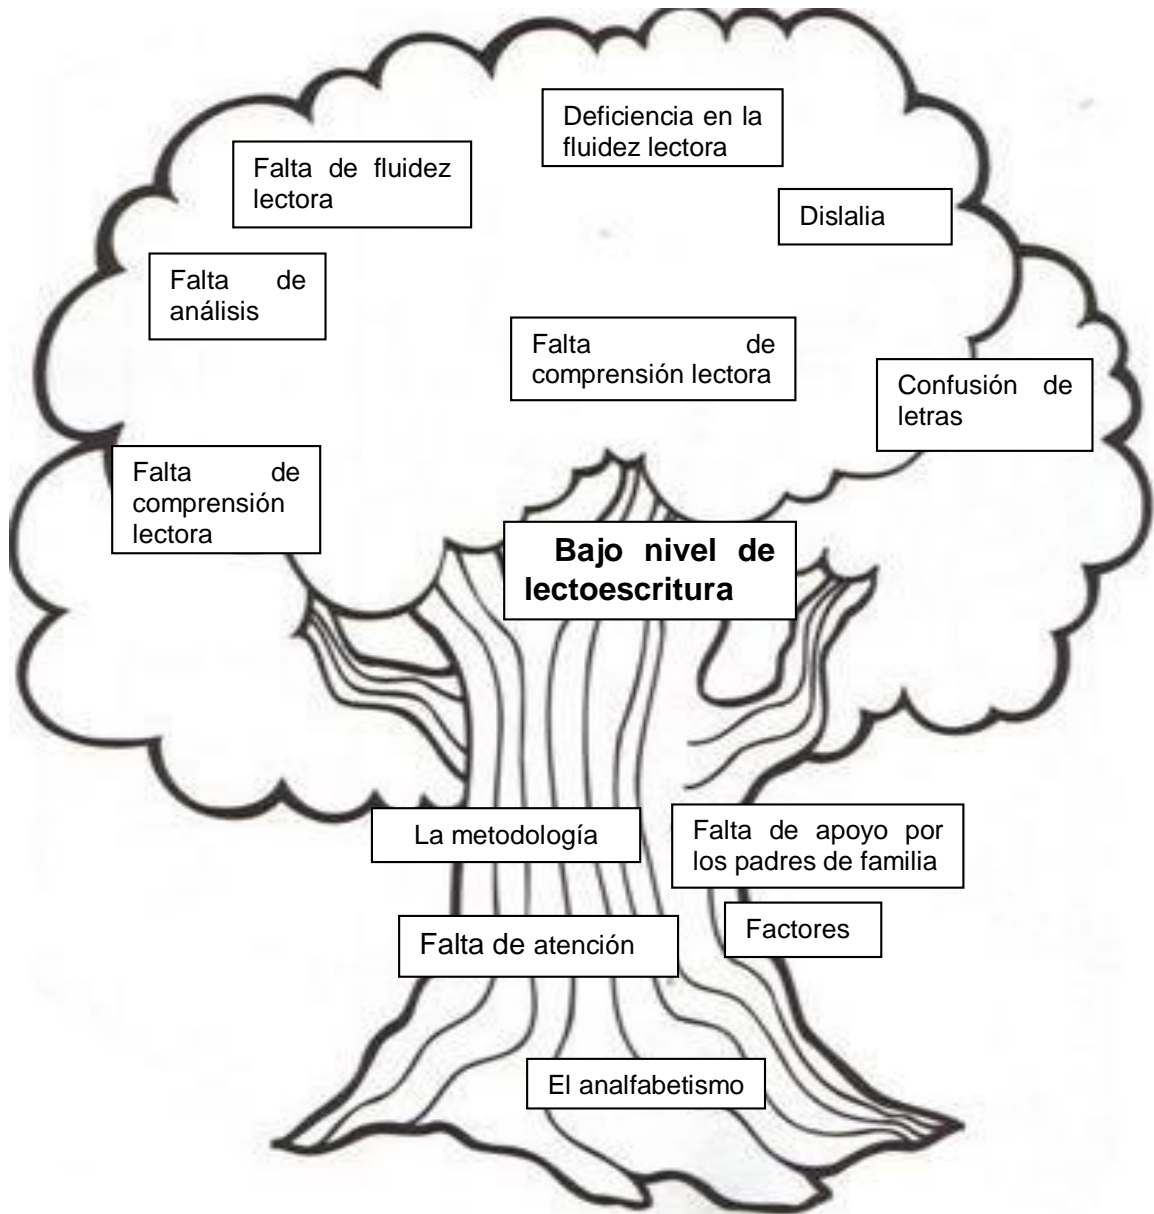 Deficiencia en la
fluidez lectora
Falta de fluidez
lectora
Dislalia
Falta de
análisis
Falta de
comprensión lectora
Confusión de
letras
Falta de
comprensión
lectora
Bajo nivel de
lectoescritura
La metodología
Falta de apoyo por
los padres de familia
Falta de atención
Factores
El analfabetismo